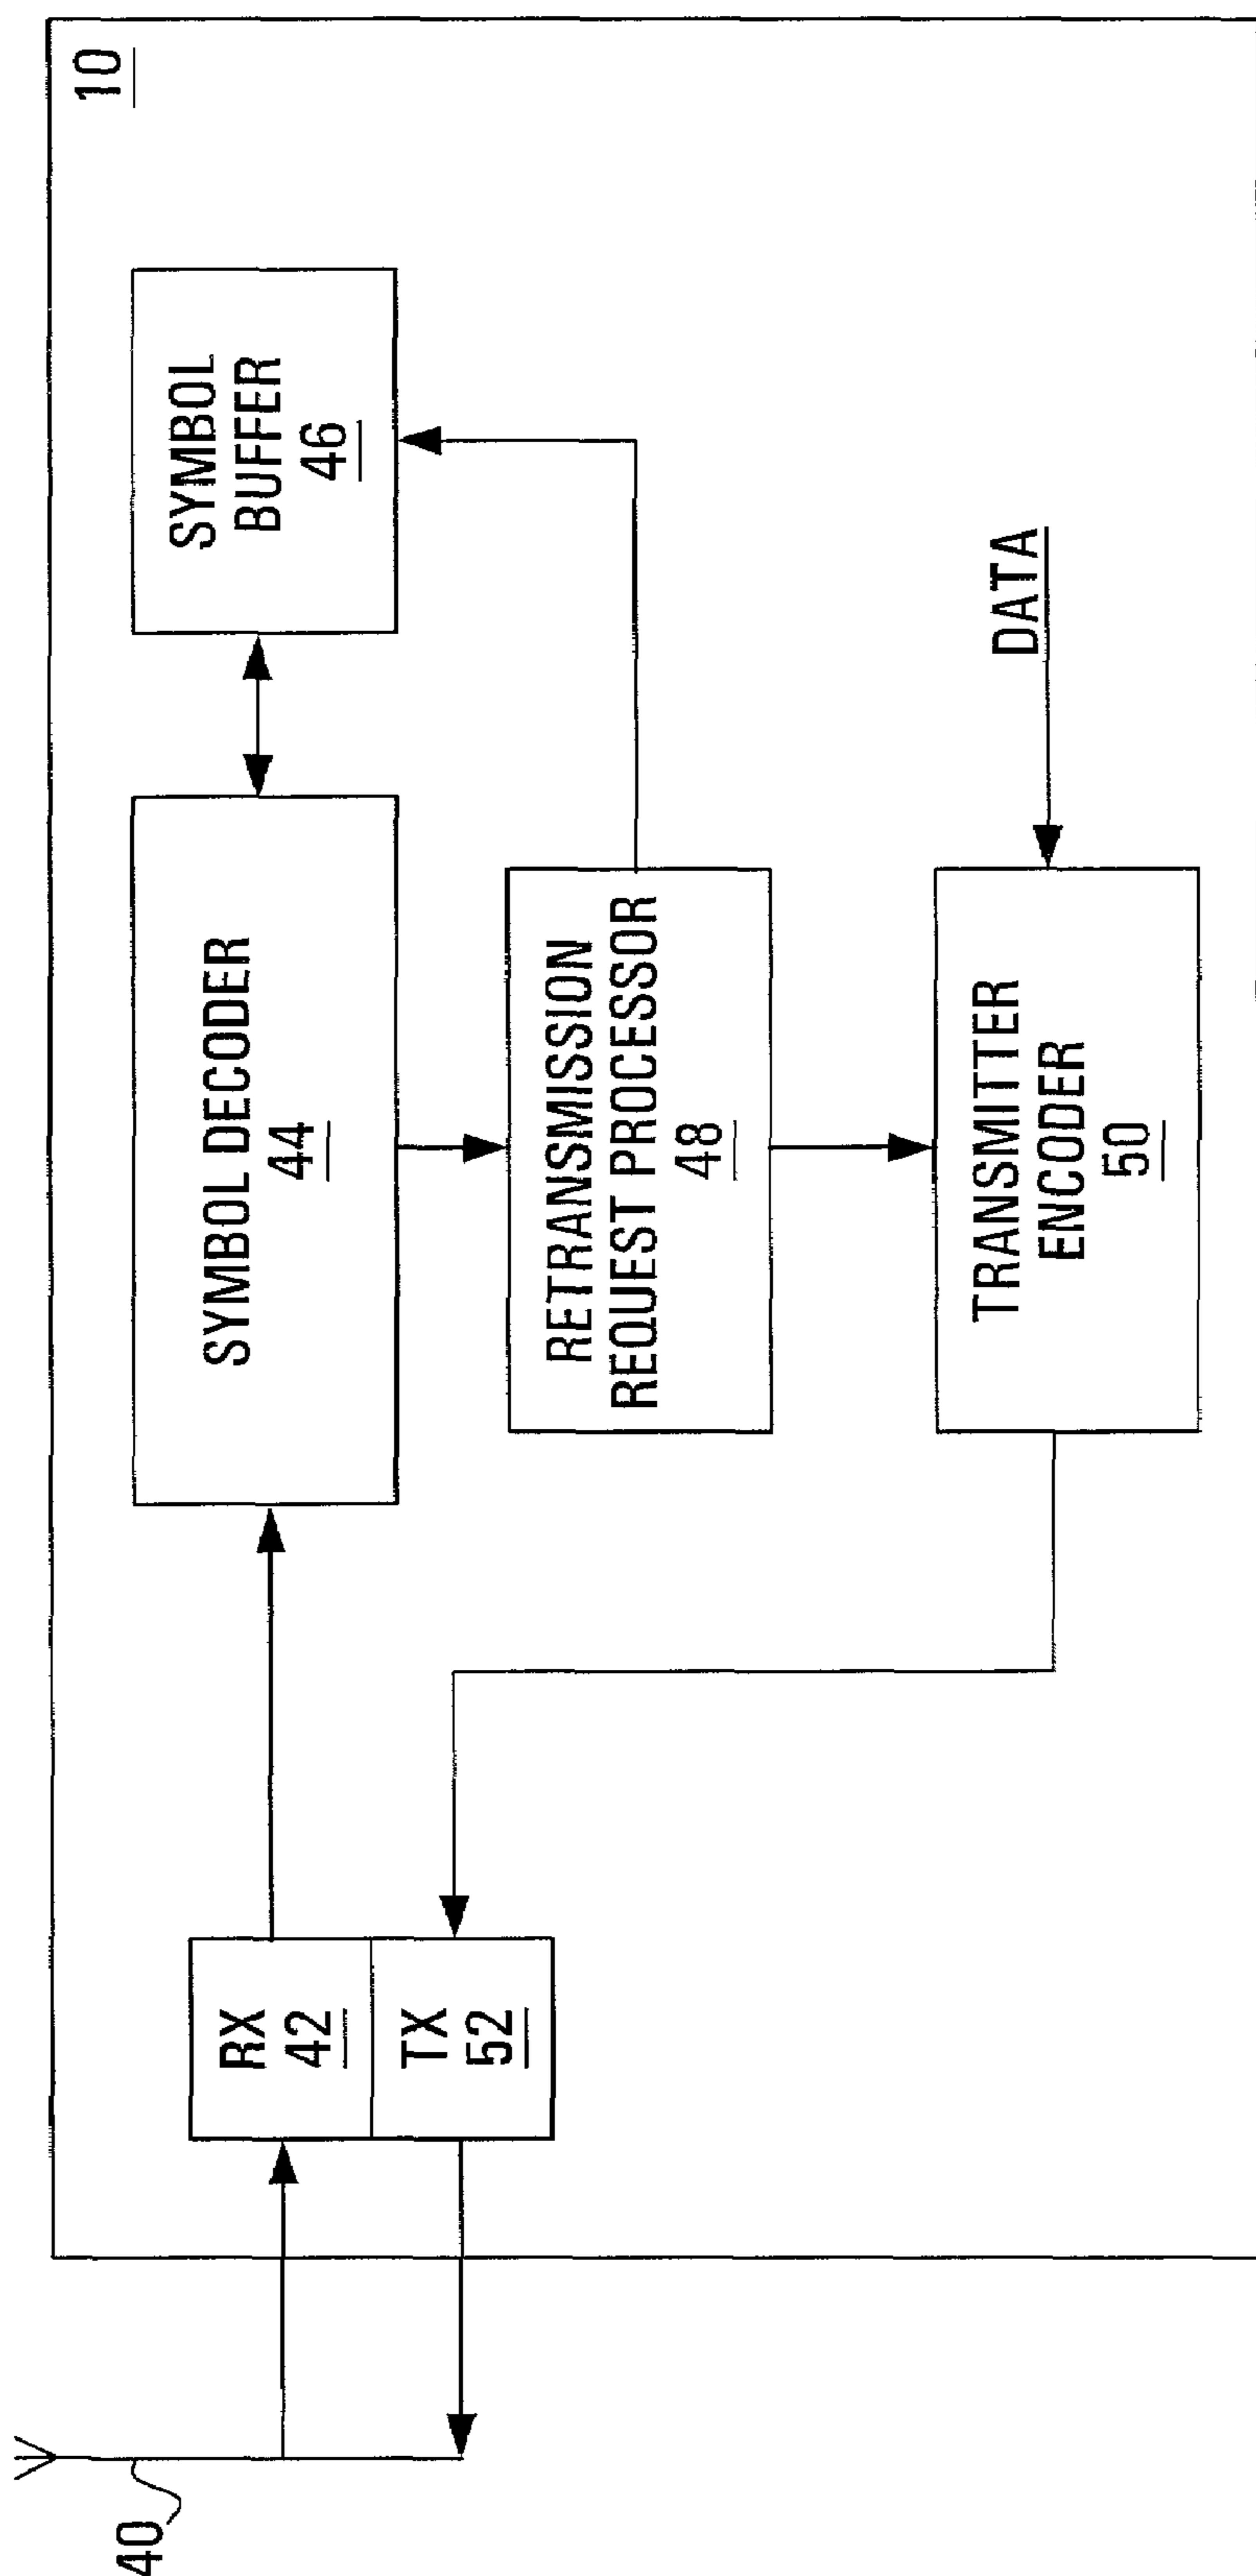 10
SYMBOL
BUFFER
46
SYMBOL DECODER
44
RETRANSMISSION
REQUEST PROCESSOR
48
DATA
TRANSMITTER
ENCODER
50
RX
42
TX
52
40